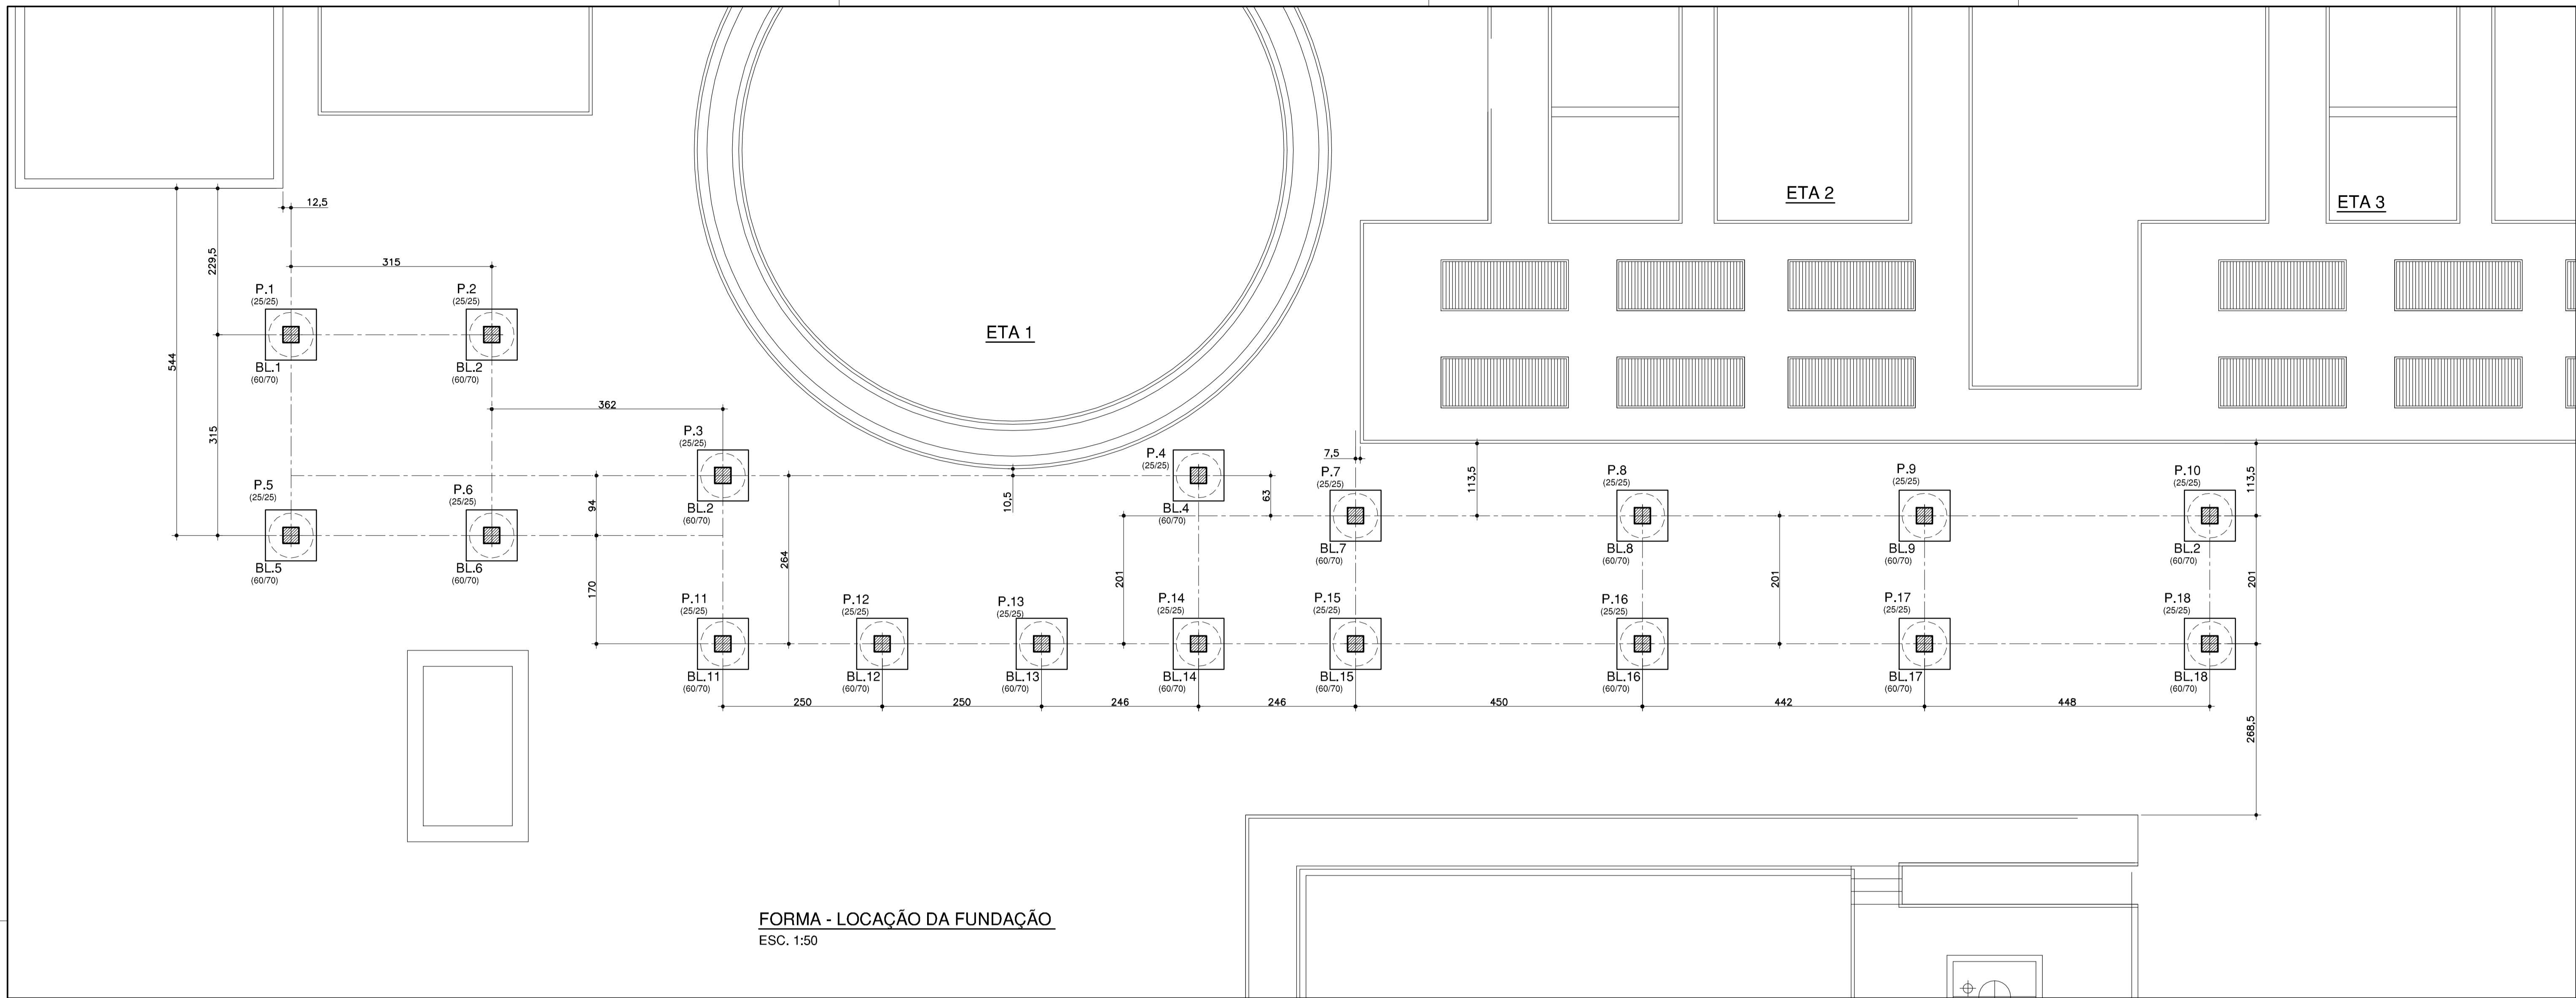 ETA 2
ETA 3
12,5
229,5
315
P.1
(25/25)
P.2
(25/25)
ETA 1
BL.1
(60/70)
BL.2
(60/70)
544
315
362
P.3
(25/25)
P.4
(25/25)
7,5
P.7
(25/25)
113,5
P.8
(25/25)
P.9
(25/25)
P.10
(25/25)
113,5
P.5
(25/25)
P.6
(25/25)
94
BL.2
(60/70)
10,5
BL.4
(60/70)
63
BL.5
(60/70)
BL.6
(60/70)
264
BL.7
(60/70)
BL.8
(60/70)
BL.9
(60/70)
BL.2
(60/70)
170
201
201
201
P.11
(25/25)
P.12
(25/25)
P.13
(25/25)
P.14
(25/25)
P.15
(25/25)
P.16
(25/25)
P.17
(25/25)
P.18
(25/25)
BL.11
(60/70)
BL.12
(60/70)
BL.13
(60/70)
BL.14
(60/70)
BL.15
(60/70)
BL.16
(60/70)
BL.17
(60/70)
BL.18
(60/70)
250
250
246
246
450
442
448
268,5
FORMA - LOCAÇÃO DA FUNDAÇÃO
ESC. 1:50